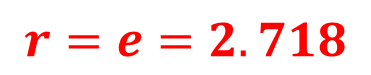 r = e = 2.718